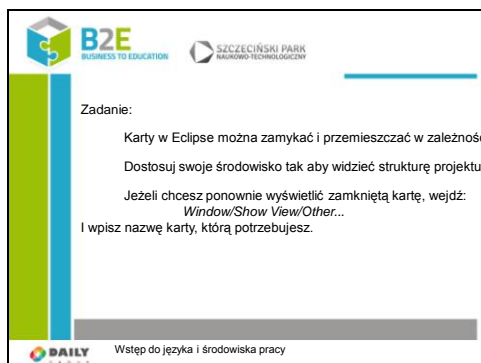 B2E
BUSINESS TO EDUCATION
SZCZECIŃSKI PARK
NAUKOWO-TECHNOLOGICZNY
Zadanie:
Karty w Eclipse można zamykać i przemieszczać w zależnoś
Dostosuj swoje środowisko tak aby widzieć strukturę projektu
Jeżeli chcesz ponownie wyświetlić zamkniętą kartę, wejdź:
Window/Show View/Other...
I wpisz nazwę karty, którą potrzebujesz.
DAILY
Wstęp do języka i środowiska pracy